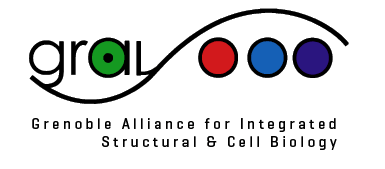 gral
Grenoble Alliance for Integrated
Structural & Cell Biology